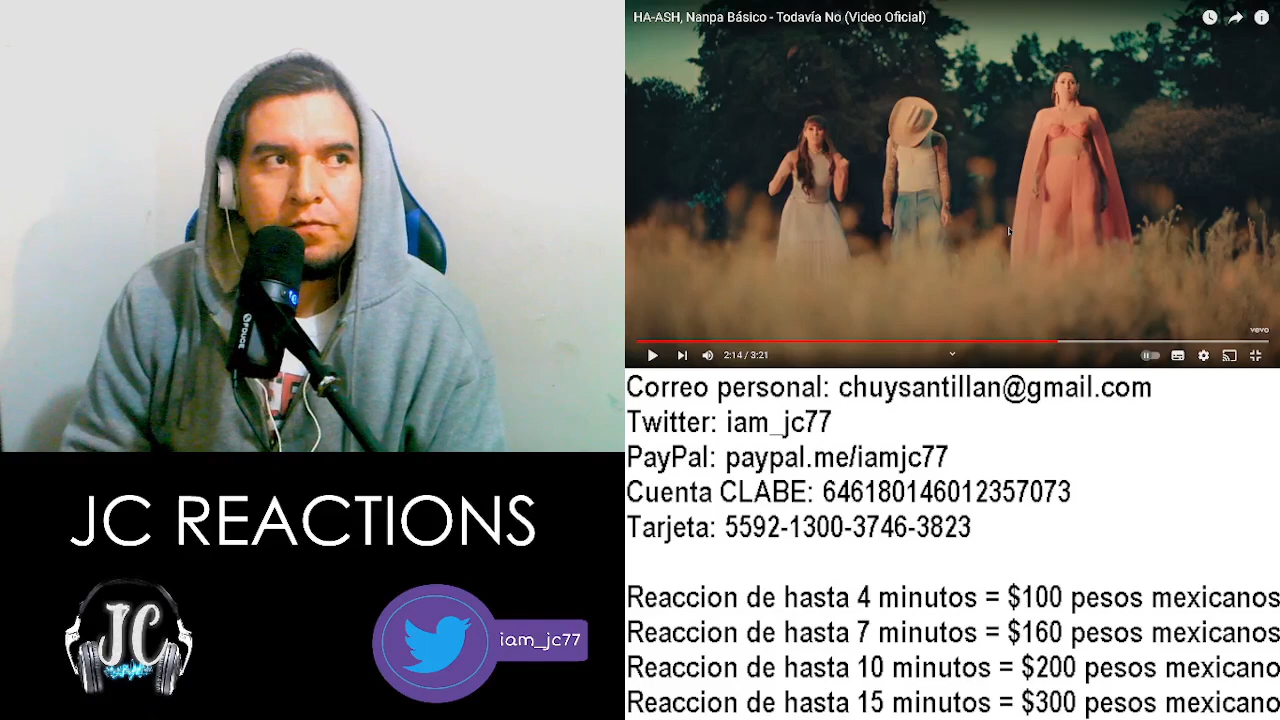 HA-ASH, Nanpa Básico - Todavía No (Video Oficial)
vevo
2:14 / 3:21
Correo personal: chuysantillan@gmail.com
Twitter: iam_jc77
PayPal: paypal.me/iamjc77
Cuenta CLABE: 646180146012357073
Tarjeta: 5592-1300-3746-3823
Reaccion de hasta 4 minutos = $100 pesos mexicanos
Reaccion de hasta 7 minutos = $160 pesos mexicanos
Reaccion de hasta 10 minutos = $200 pesos mexicano
Reaccion de hasta 15 minutos = $300 pesos mexicano
JC REACTIONS
JC
iam_jc77